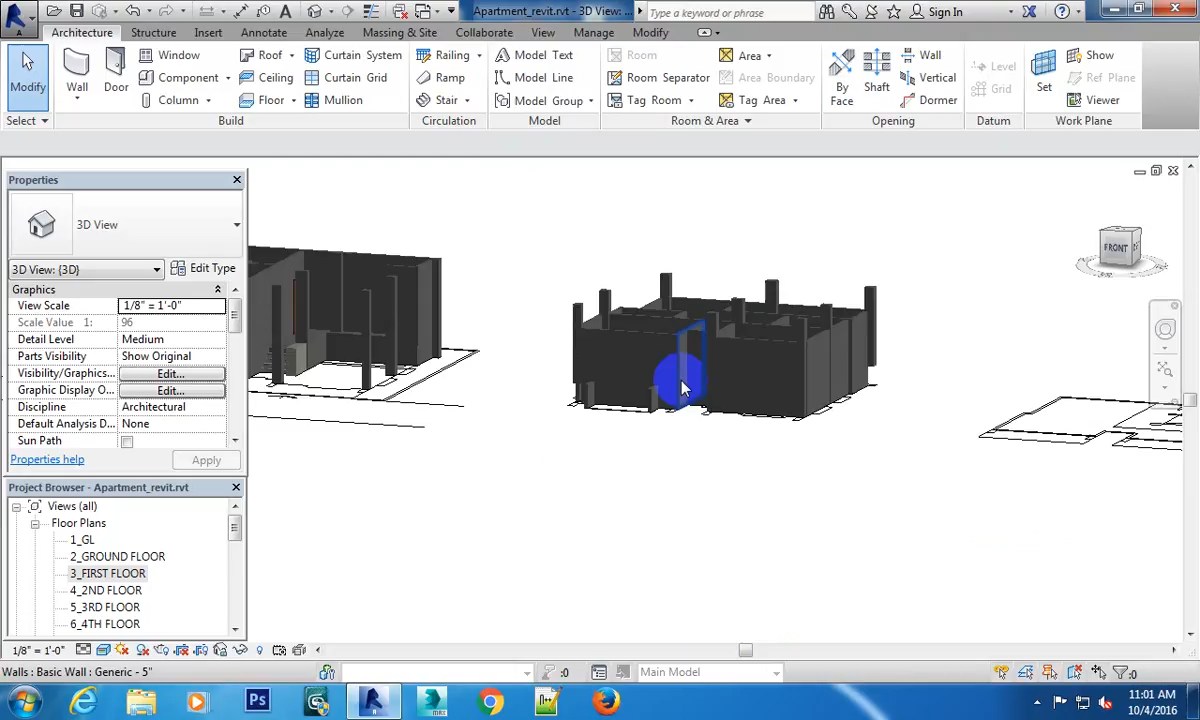 Apartment_revit.rvt - 3D View: ...
Type a keyword or phrase
Sign In
Architecture
Structure
Insert
Annotate
Analyze
Massing & Site
Collaborate
View
Manage
Modify
Modify
Wall
Door
Window
Component
Column
Roof
Ceiling
Floor
Curtain System
Curtain Grid
Mullion
Railing
Ramp
Stair
Model Text
Model Line
Model Group
Room
Room Separator
Tag Room
Area
Area Boundary
Tag Area
By Face
Shaft
Wall
Vertical
Dormer
Level
Grid
Set
Show
Ref Plane
Viewer
Select
Build
Circulation
Model
Room & Area
Opening
Datum
Work Plane
Properties
3D View
3D View: {3D}
Edit Type
Graphics
View Scale
1/8" = 1'-0"
Scale Value 1:
96
Detail Level
Medium
Parts Visibility
Show Original
Visibility/Graphics...
Edit...
Graphic Display O...
Edit...
Discipline
Architectural
Default Analysis D...
None
Sun Path
Properties help
Apply
Project Browser - Apartment_revit.rvt
Views (all)
Floor Plans
1_GL
2_GROUND FLOOR
3_FIRST FLOOR
4_2ND FLOOR
5_3RD FLOOR
6_4TH FLOOR
FRONT
1/8" = 1'-0"
Walls : Basic Wall : Generic - 5"
:0
Main Model
:0
Ps
11:01 AM
10/4/2016